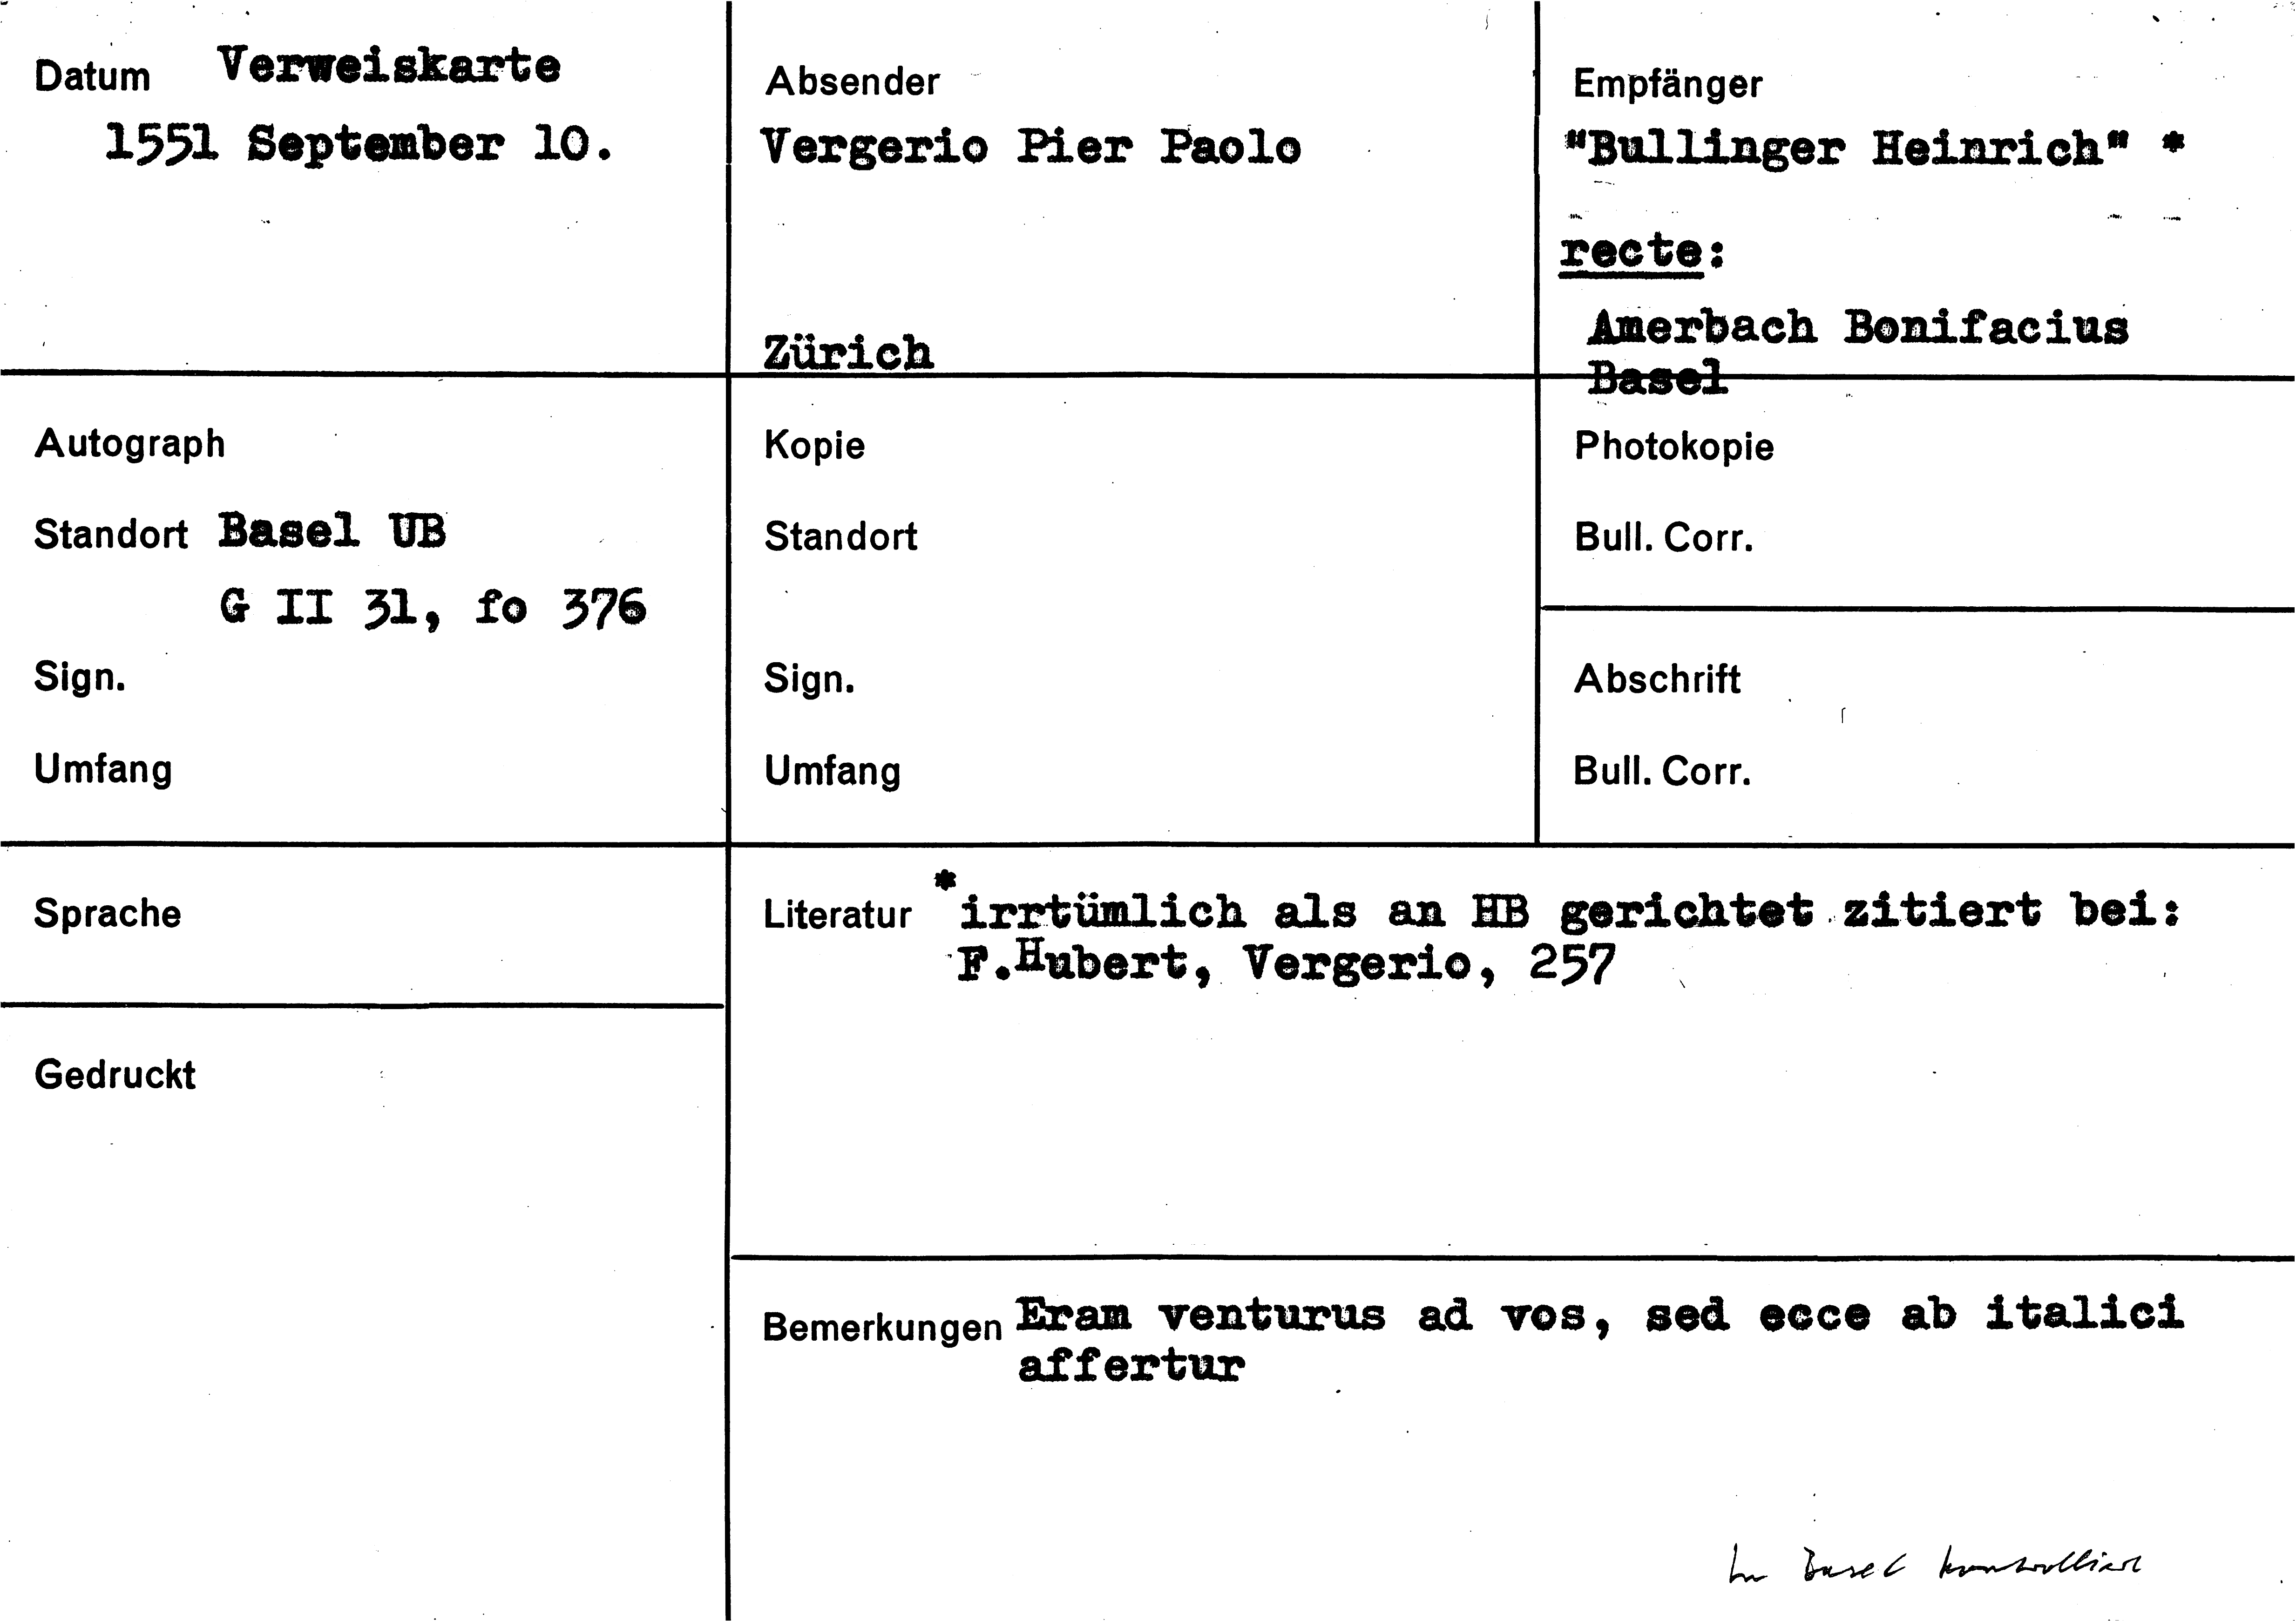 Datum Verweiskarte
1551 September 10.
Absender
Vergerio Pier Paolo
Zürich
Empfänger
"Bullinger Heinrich" *
recte:
Amerbach Bonifacius
Basel
Autograph
Standort Basel UB
G II 31, fo 376
Sign.
Umfang
Kopie
Standort
Sign.
Umfang
Photokopie
Bull. Corr.
Abschrift
Bull. Corr.
Sprache
Gedruckt
Literatur *irrtümlich als an HB gerichtet zitiert bei:
F.Hubert, Vergerio, 257
Bemerkungen Eram venturus ad vos, sed ecce ab italici
affertur
In Basel kontrolliert